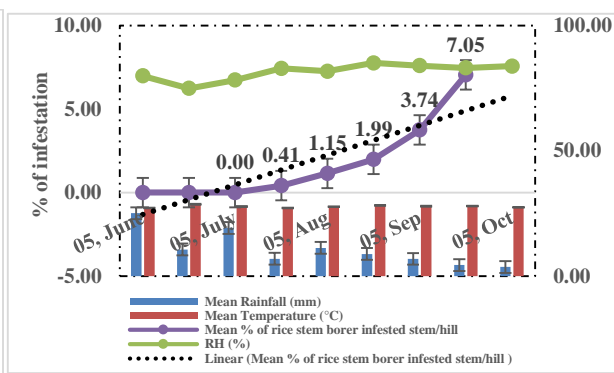 10.00
100.00
7.05
5.00
3.74
50.00
1.99
1.15
0.41
0.00
0.00
-5.00
0.00
% of infestation
05, June
05, July
05, Aug
05, Sep
05, Oct
Mean Rainfall (mm)
Mean Temperature (°C)
Mean % of rice stem borer infested stem/hill
RH (%)
Linear (Mean % of rice stem borer infested stem/hill )